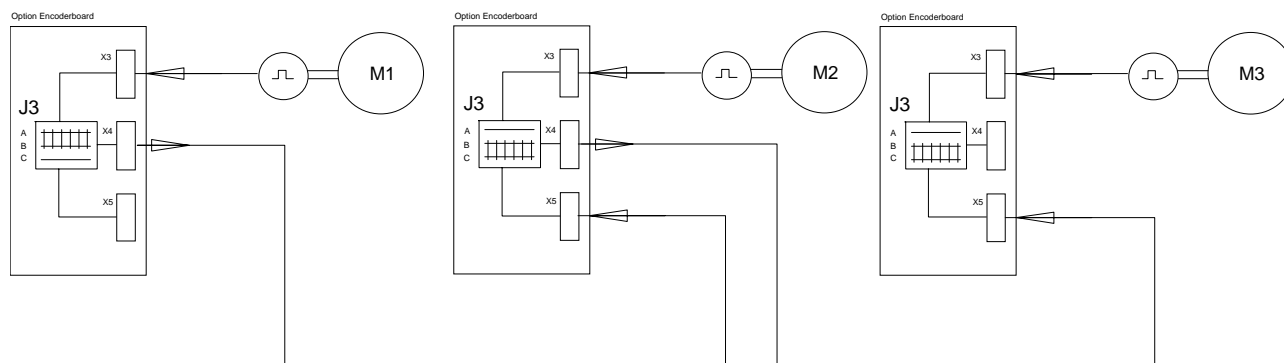 Option Encoderboard
X3
M1
J3
A
B
C
X4
X5
Option Encoderboard
X3
M2
J3
A
B
C
X4
X5
Option Encoderboard
X3
M3
J3
A
B
C
X4
X5